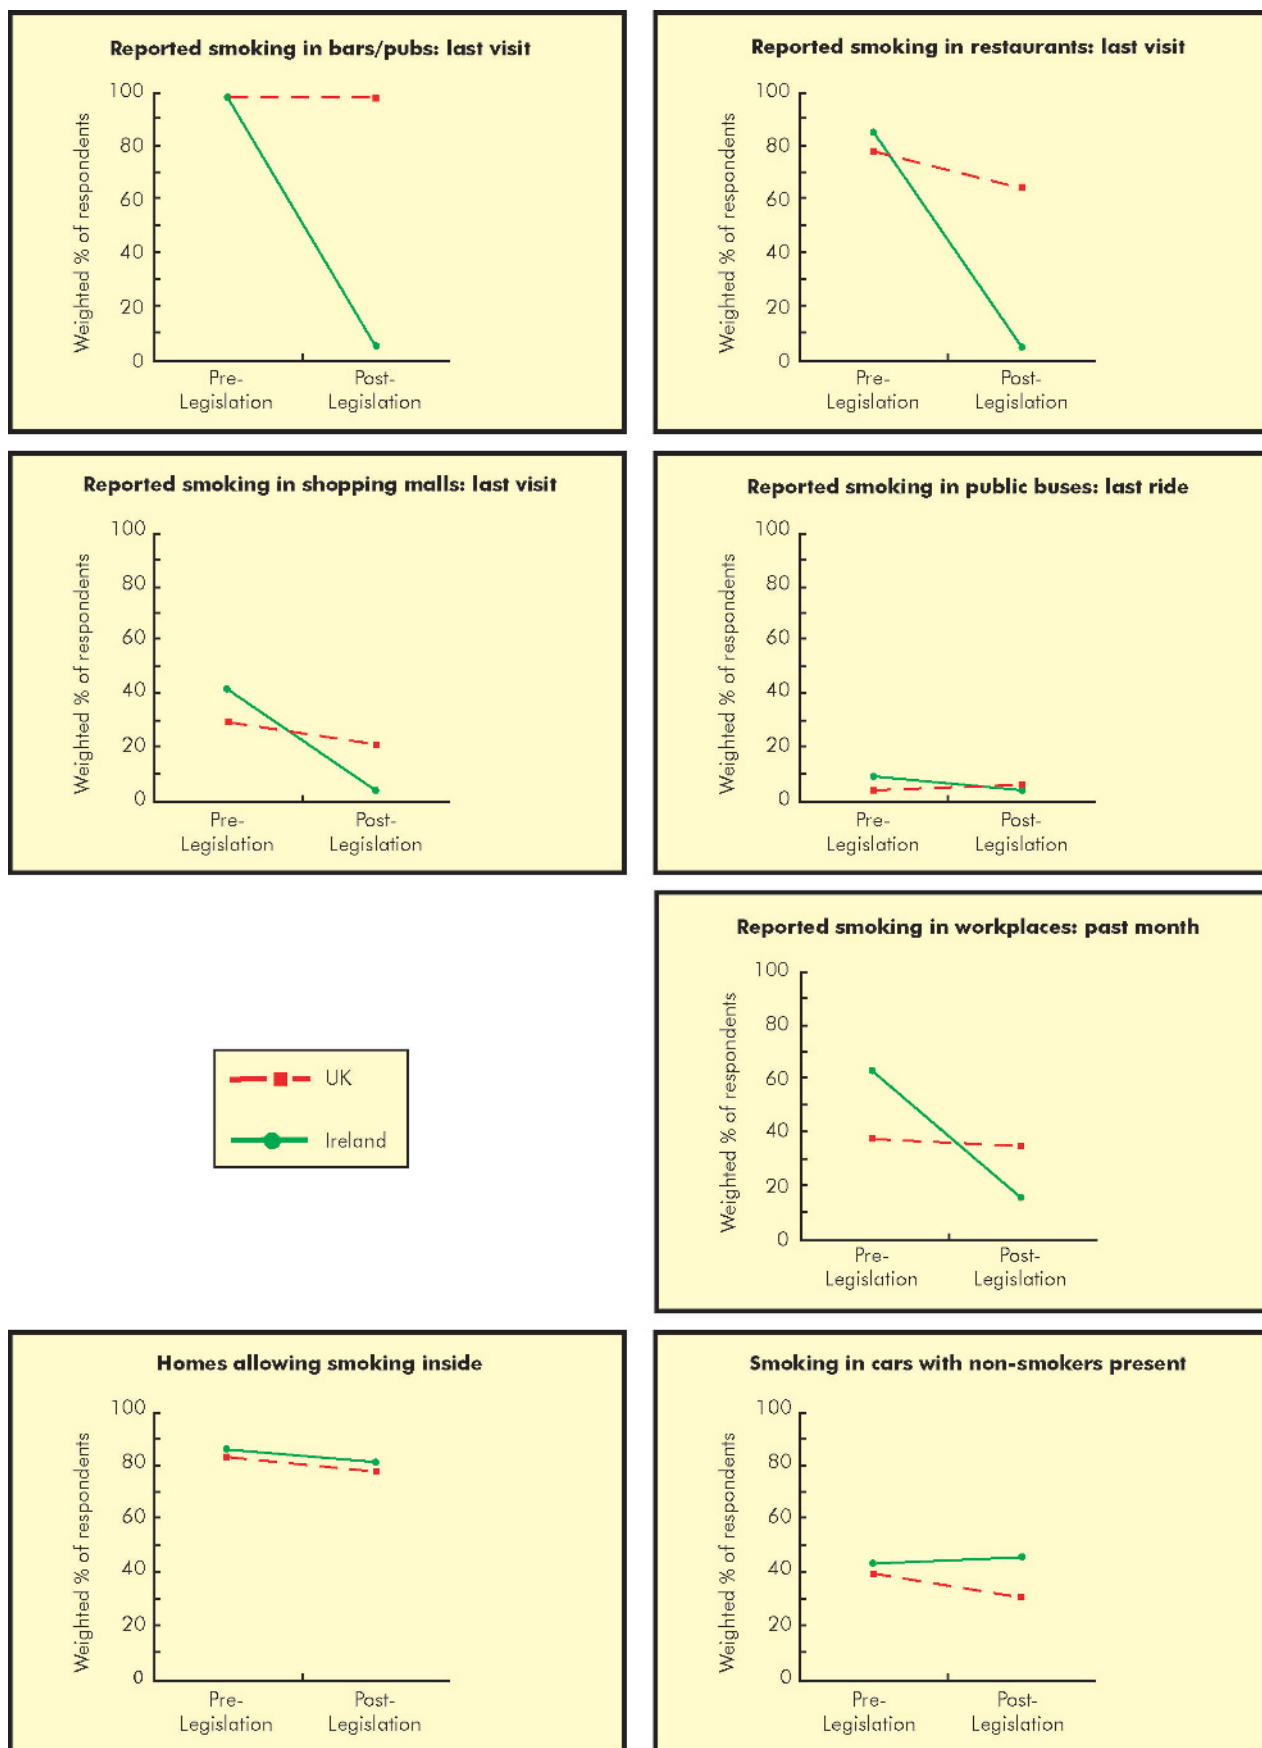 Reported smoking in bars/pubs: last visit
Weighted % of respondents
100
80
60
40
20
0
Pre-
Legislation
Post-
Legislation
Reported smoking in restaurants: last visit
Weighted % of respondents
100
80
60
40
20
0
Pre-
Legislation
Post-
Legislation
Reported smoking in shopping malls: last visit
Weighted % of respondents
100
80
60
40
20
0
Pre-
Legislation
Post-
Legislation
Reported smoking in public buses: last ride
Weighted % of respondents
100
80
60
40
20
0
Pre-
Legislation
Post-
Legislation
UK
Ireland
Reported smoking in workplaces: past month
Weighted % of respondents
100
80
60
40
20
0
Pre-
Legislation
Post-
Legislation
Homes allowing smoking inside
Weighted % of respondents
100
80
60
40
20
0
Pre-
Legislation
Post-
Legislation
Smoking in cars with non-smokers present
Weighted % of respondents
100
80
60
40
20
0
Pre-
Legislation
Post-
Legislation